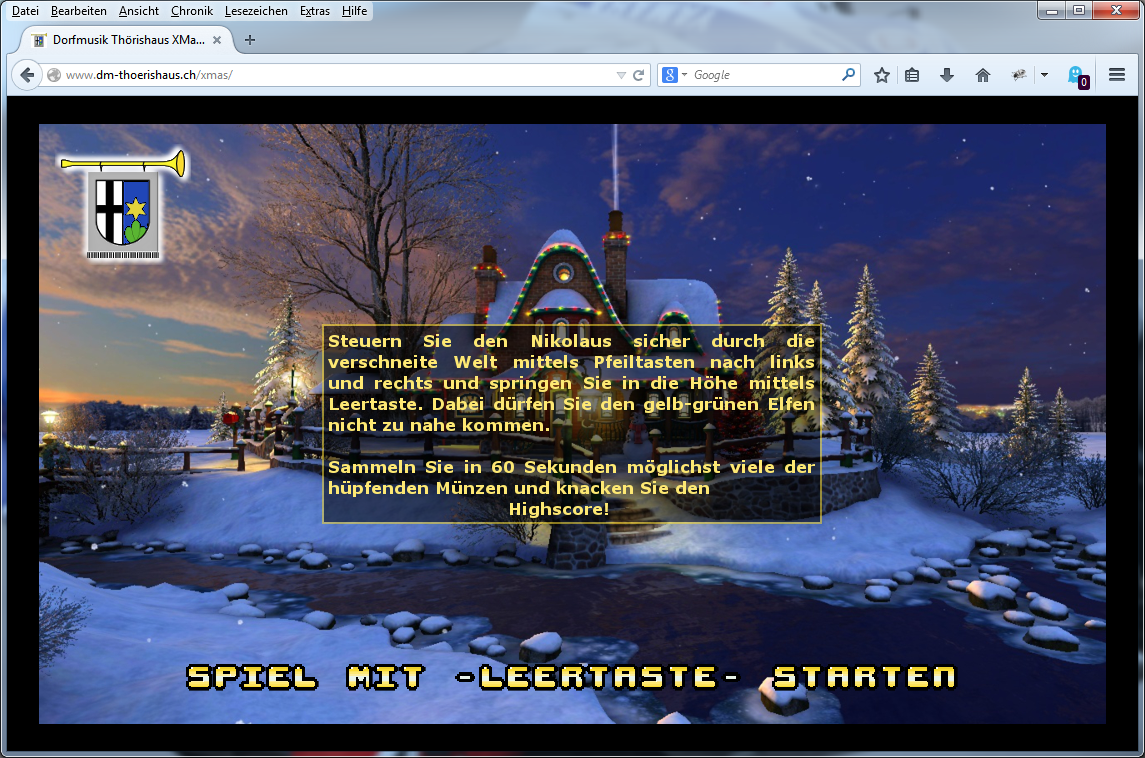 Datei Bearbeiten Ansicht Chronik Lesezeichen Extras Hilfe
Dorfmusik Thörishaus XMa...
www.dm-thoerishaus.ch/xmas/
Google
0
Steuern Sie den Nikolaus sicher durch die
verschneite Welt mittels Pfeiltasten nach links
und rechts und springen Sie in die Höhe mittels
Leertaste. Dabei dürfen Sie den gelb-grünen Elfen
nicht zu nahe kommen.
Sammeln Sie in 60 Sekunden möglichst viele der
hüpfenden Münzen und knacken Sie den
Highscore!
SPIEL MIT -LEERTASTE- STARTEN